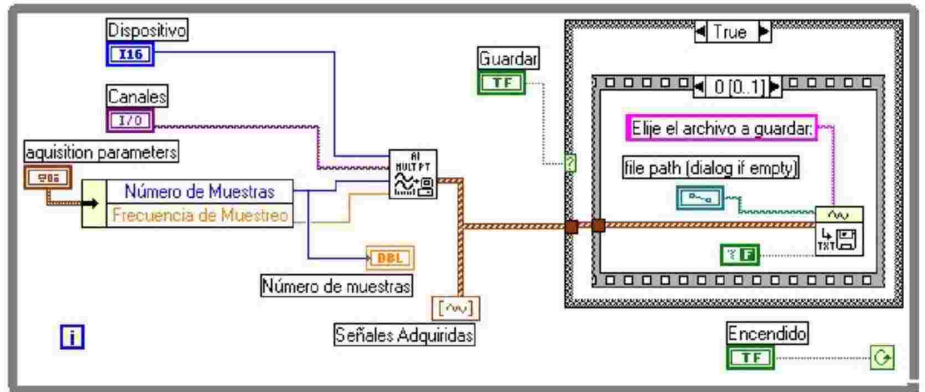 Dispositivo
I16
Canales
I/O
aquisition parameters
Número de Muestras
Frecuencia de Muestreo
AI
MULT PT
DBL
Número de muestras
Señales Adquiridas
i
Guardar
TF
?
True
0 [0..1]
Elije el archivo a guardar:
file path (dialog if empty)
TXT
? F
Encendido
TF